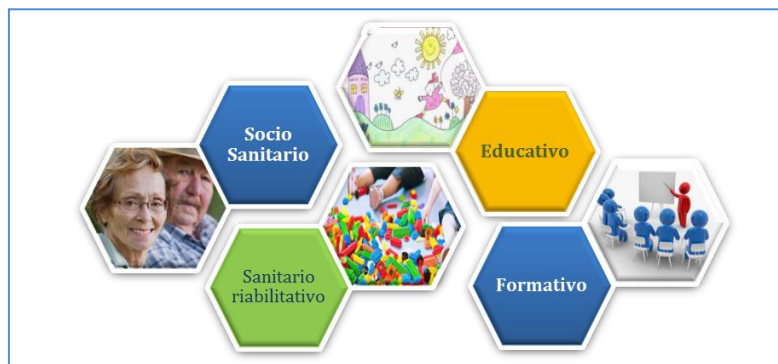 Socio
Sanitario
Educativo
Sanitario
riabilitativo
Formativo